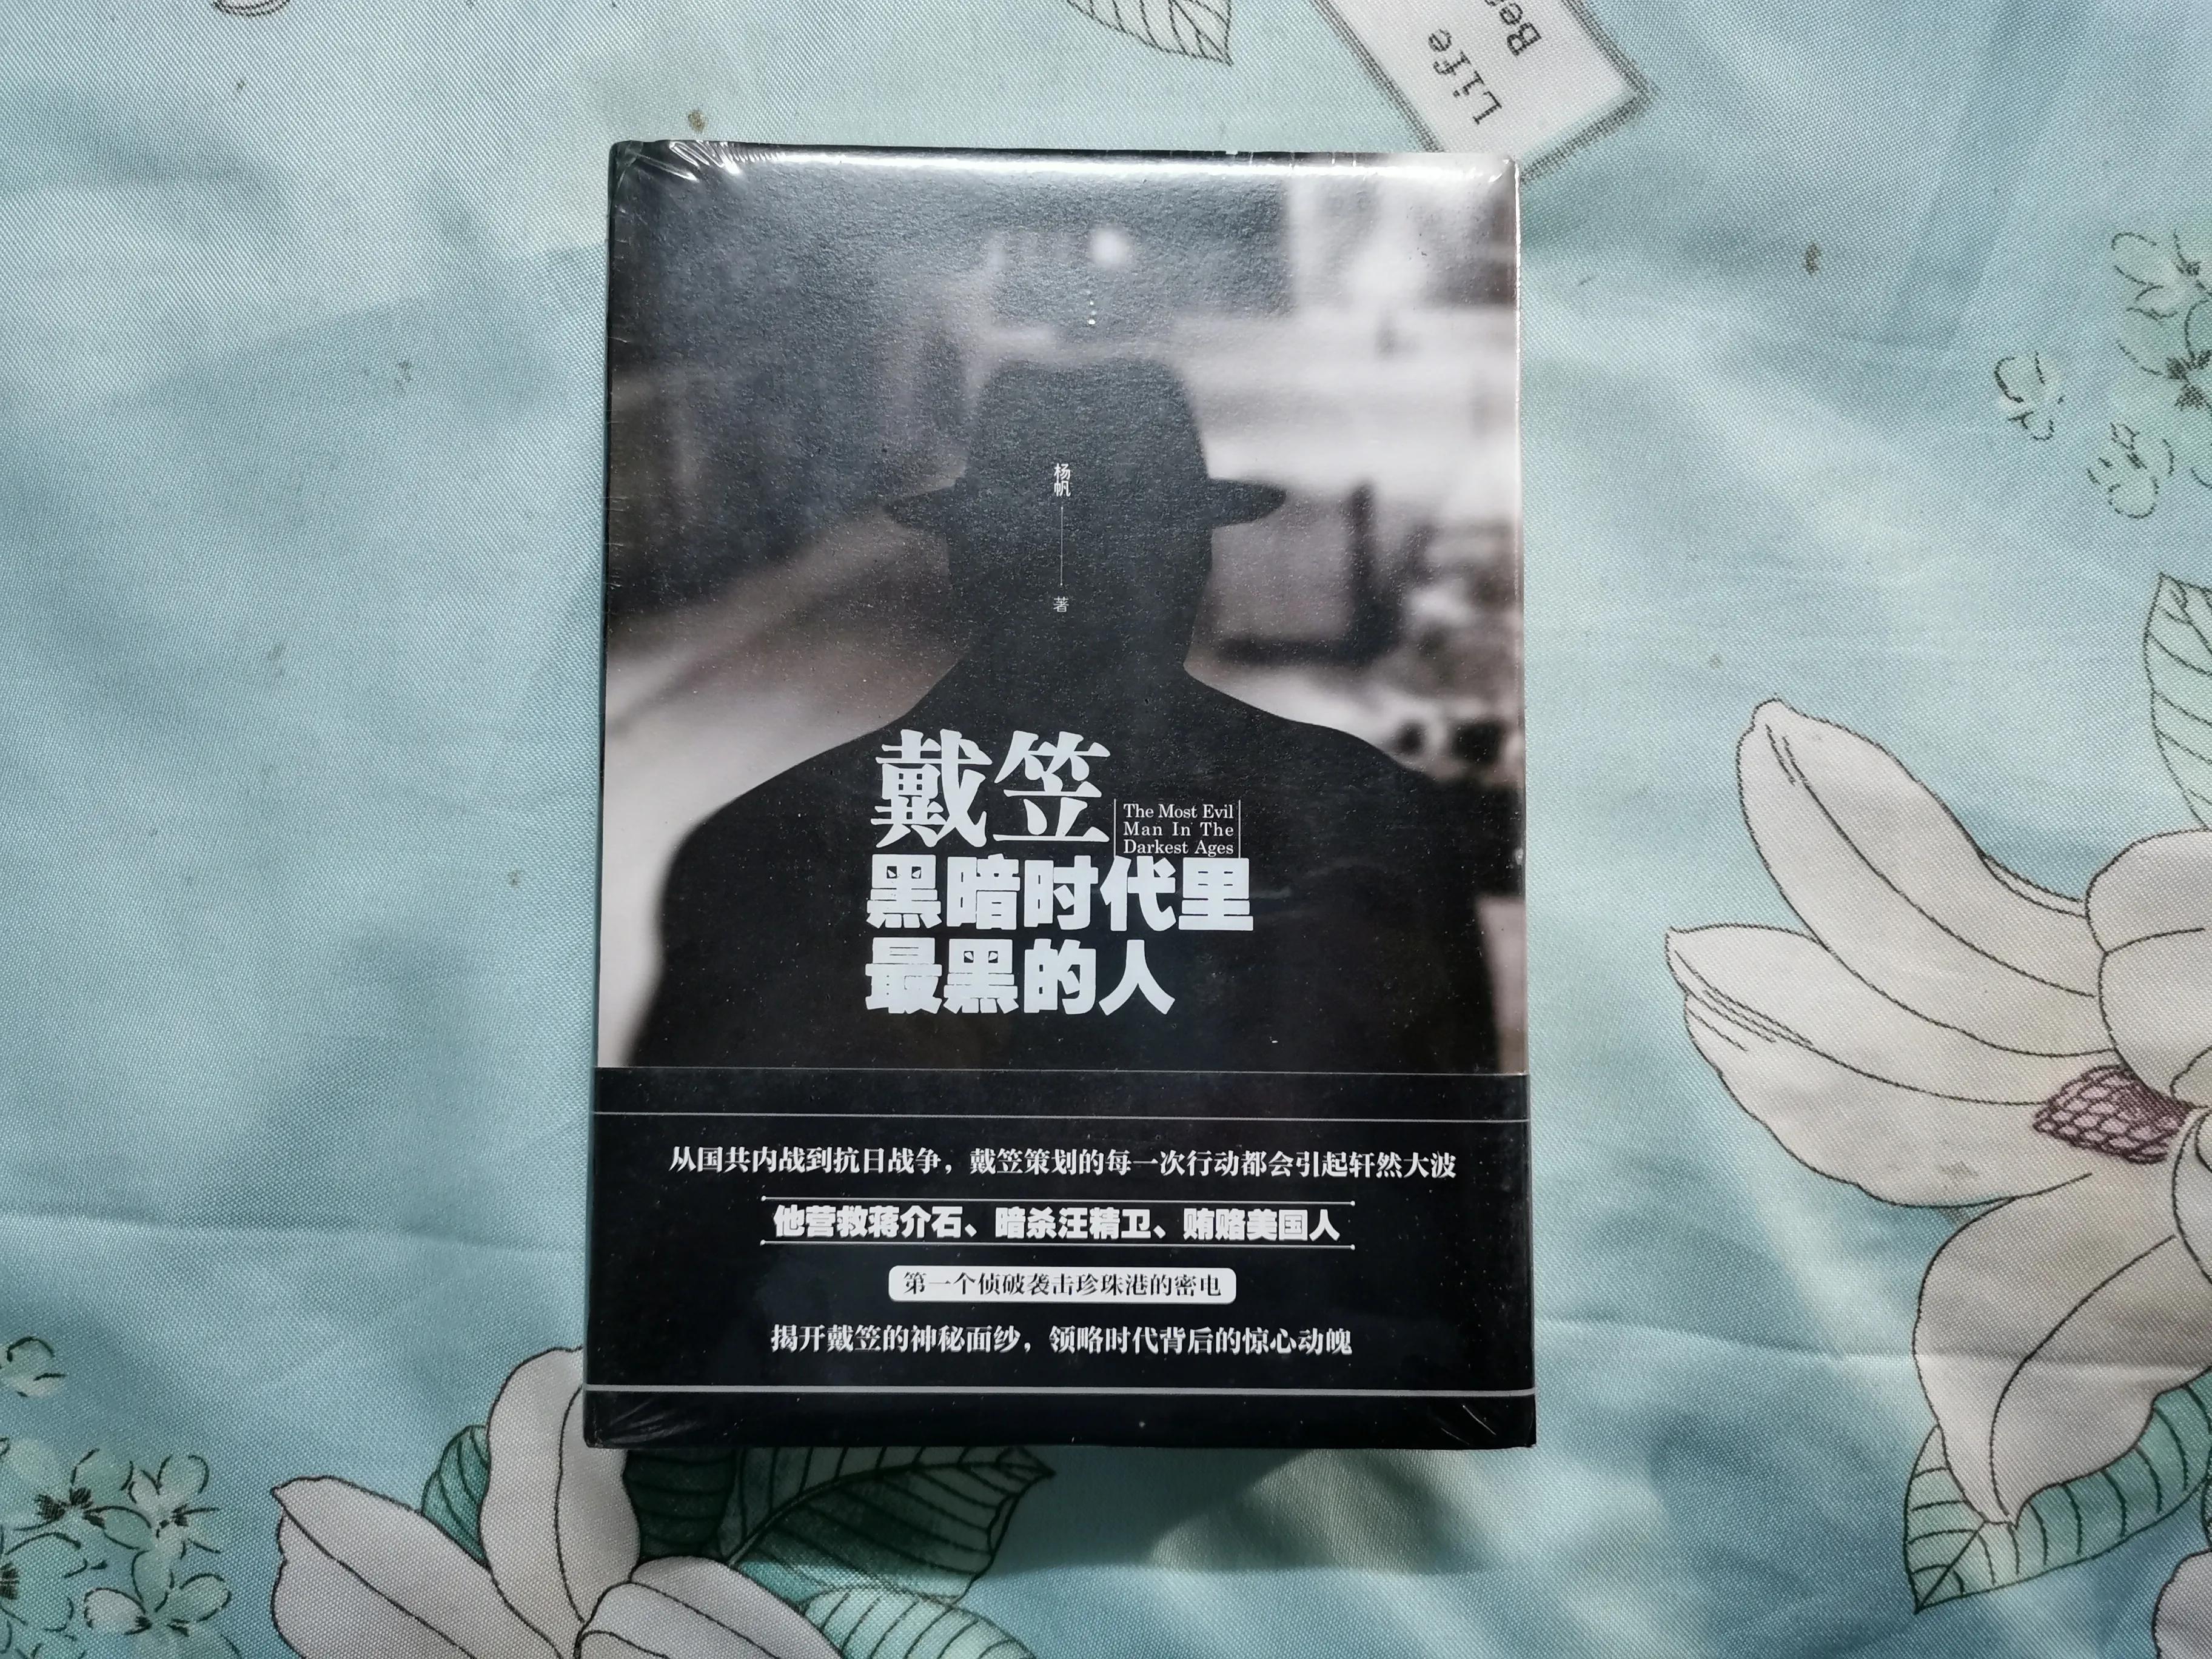 Life
Be
杨帆
著
戴笠
The Most Evil
Man In The
Darkest Ages
黑暗时代里
最黑的人
从国共内战到抗日战争，戴笠策划的每一次行动都会引起轩然大波
他营救蒋介石、暗杀汪精卫、贿赂美国人
第一个侦破袭击珍珠港的密电
揭开戴笠的神秘面纱，领略时代背后的惊心动魄